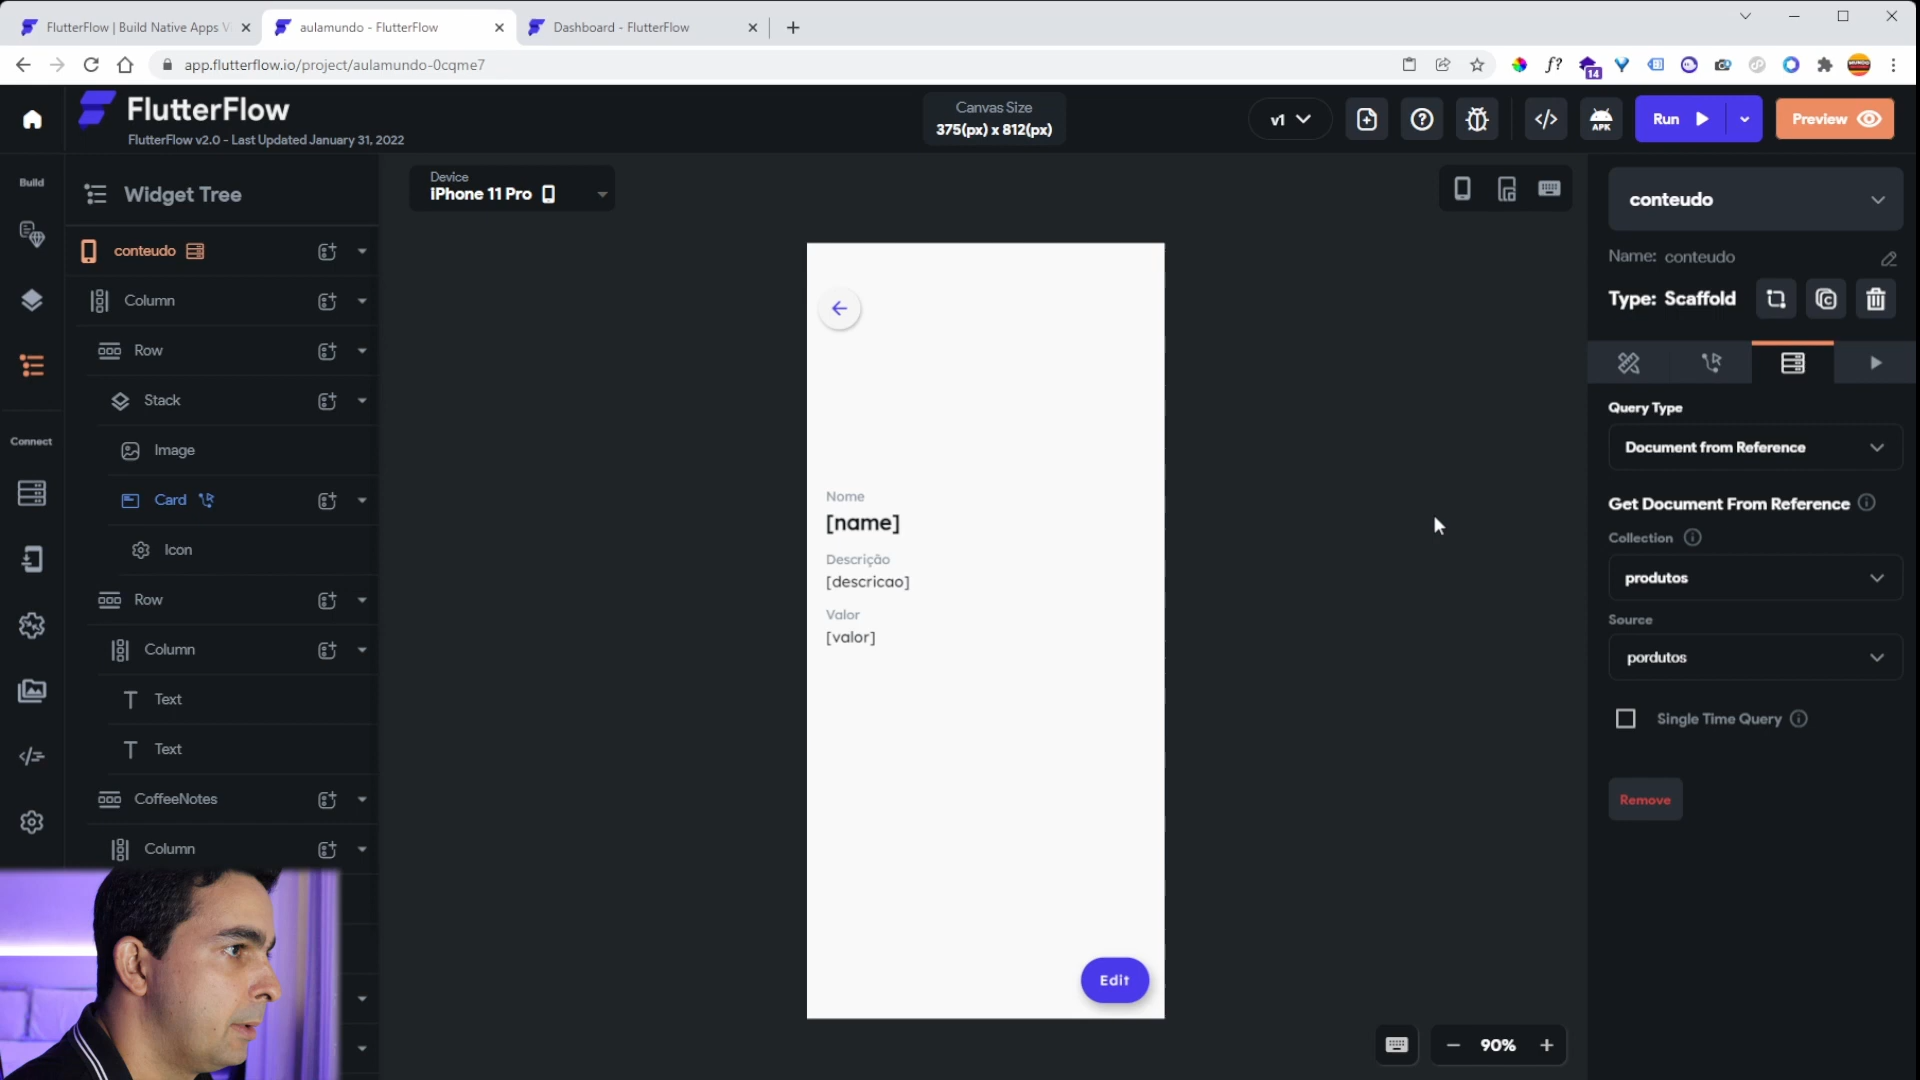 FlutterFlow | Build Native Apps V
aulamundo - FlutterFlow
Dashboard - FlutterFlow
app.flutterflow.io/project/aulamundo-0cqme7
f?
14
FlutterFlow
FlutterFlow v2.0 - Last Updated January 31, 2022
Canvas Size
375(px) x 812(px)
v1
APK
Run
Preview
Build
Connect
Widget Tree
conteudo
Column
Row
Stack
Image
Card
Icon
Row
Column
Text
Text
CoffeeNotes
Column
Device
iPhone 11 Pro
Nome
[name]
Descrição
[descricao]
Valor
[valor]
Edit
90%
conteudo
Name: conteudo
Type: Scaffold
Query Type
Document from Reference
Get Document From Reference
Collection
produtos
Source
pordutos
Single Time Query
Remove